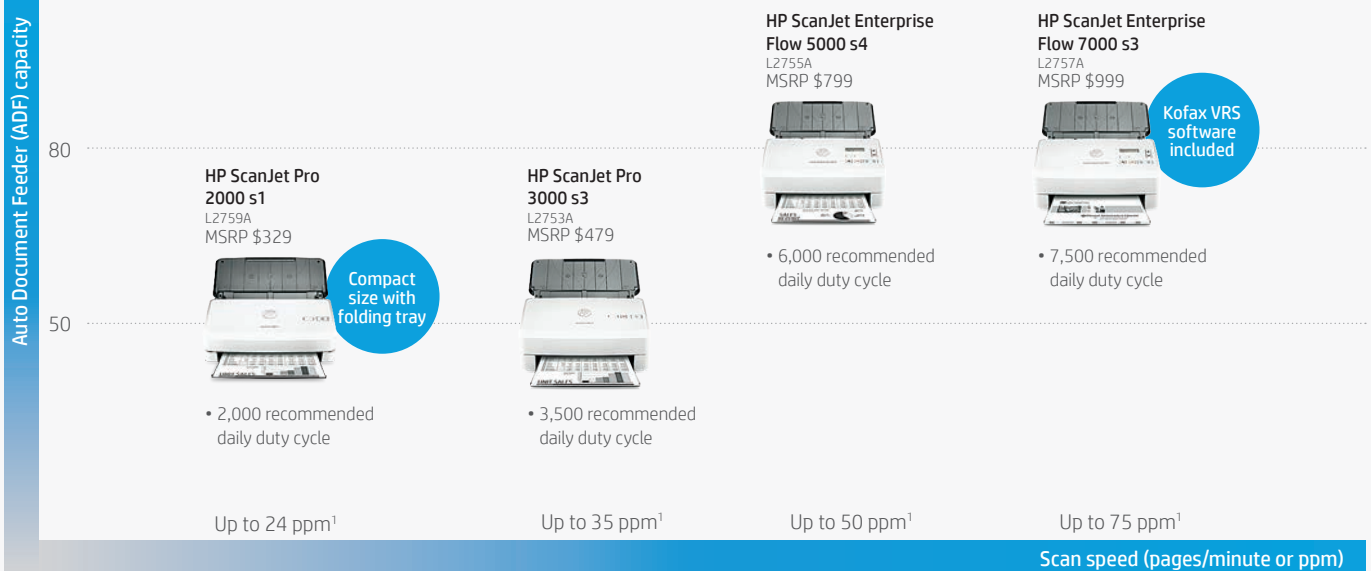 Auto Document Feeder (ADF) capacity
HP ScanJet Enterprise
Flow 5000 s4
L2755A
MSRP $799
HP ScanJet Enterprise
Flow 7000 s3
L2757A
MSRP $999
Kofax VRS
software
included
80
HP ScanJet Pro
2000 s1
L2759A
MSRP $329
Compact
size with
folding tray
HP ScanJet Pro
3000 s3
L2753A
MSRP $479
• 6,000 recommended
daily duty cycle
• 7,500 recommended
daily duty cycle
50
UNIT SALES
UNIT SALES
• 2,000 recommended
daily duty cycle
• 3,500 recommended
daily duty cycle
Up to 24 ppm¹
Up to 35 ppm¹
Up to 50 ppm¹
Up to 75 ppm¹
Scan speed (pages/minute or ppm)